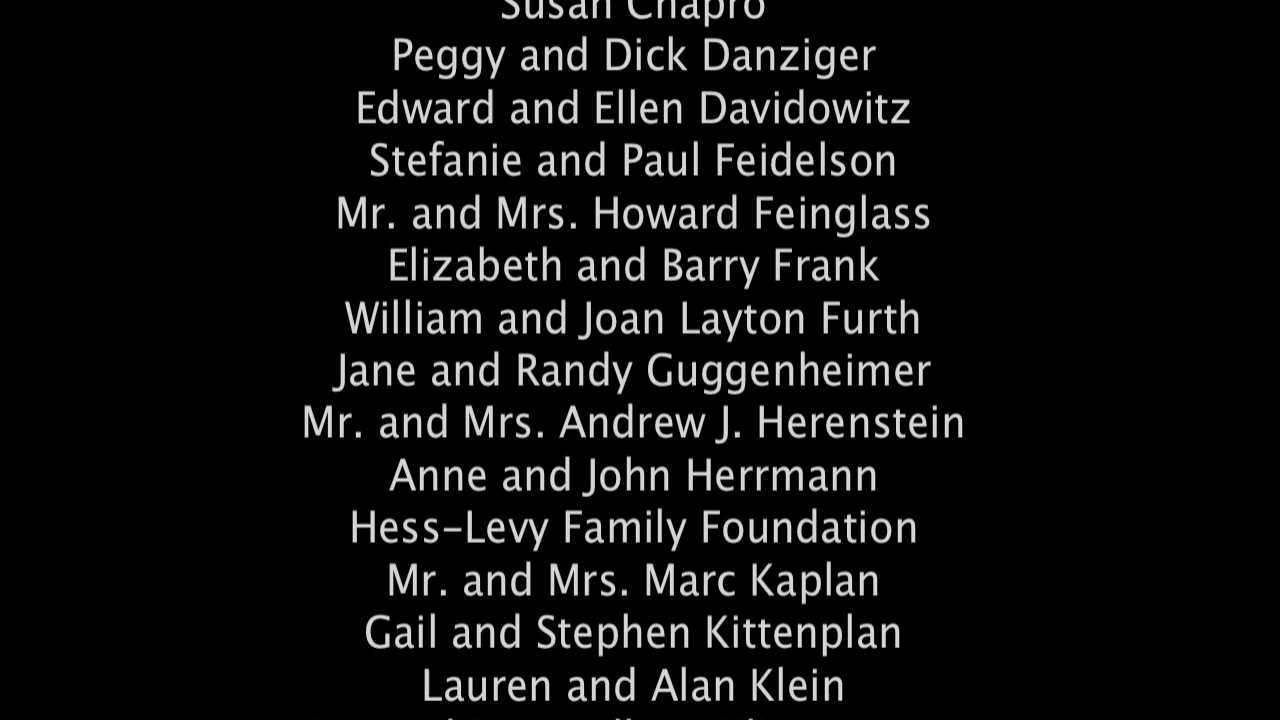 Susan Chapro
Peggy and Dick Danziger
Edward and Ellen Davidowitz
Stefanie and Paul Feidelson
Mr. and Mrs. Howard Feinglass
Elizabeth and Barry Frank
William and Joan Layton Furth
Jane and Randy Guggenheimer
Mr. and Mrs. Andrew J. Herenstein
Anne and John Herrmann
Hess-Levy Family Foundation
Mr. and Mrs. Marc Kaplan
Gail and Stephen Kittenplan
Lauren and Alan Klein